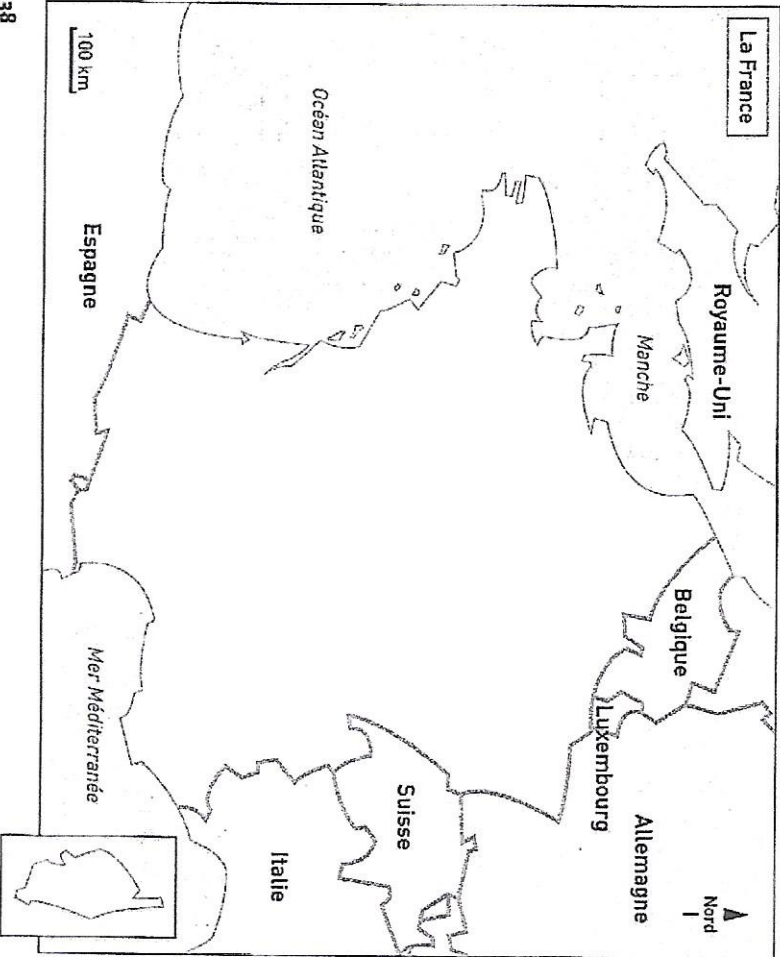 La France
Nord
Royaume-Uni
Manche
Belgique
Luxembourg
Allemagne
Océan Atlantique
Suisse
Italie
Espagne
Mer Méditerranée
100 km
38